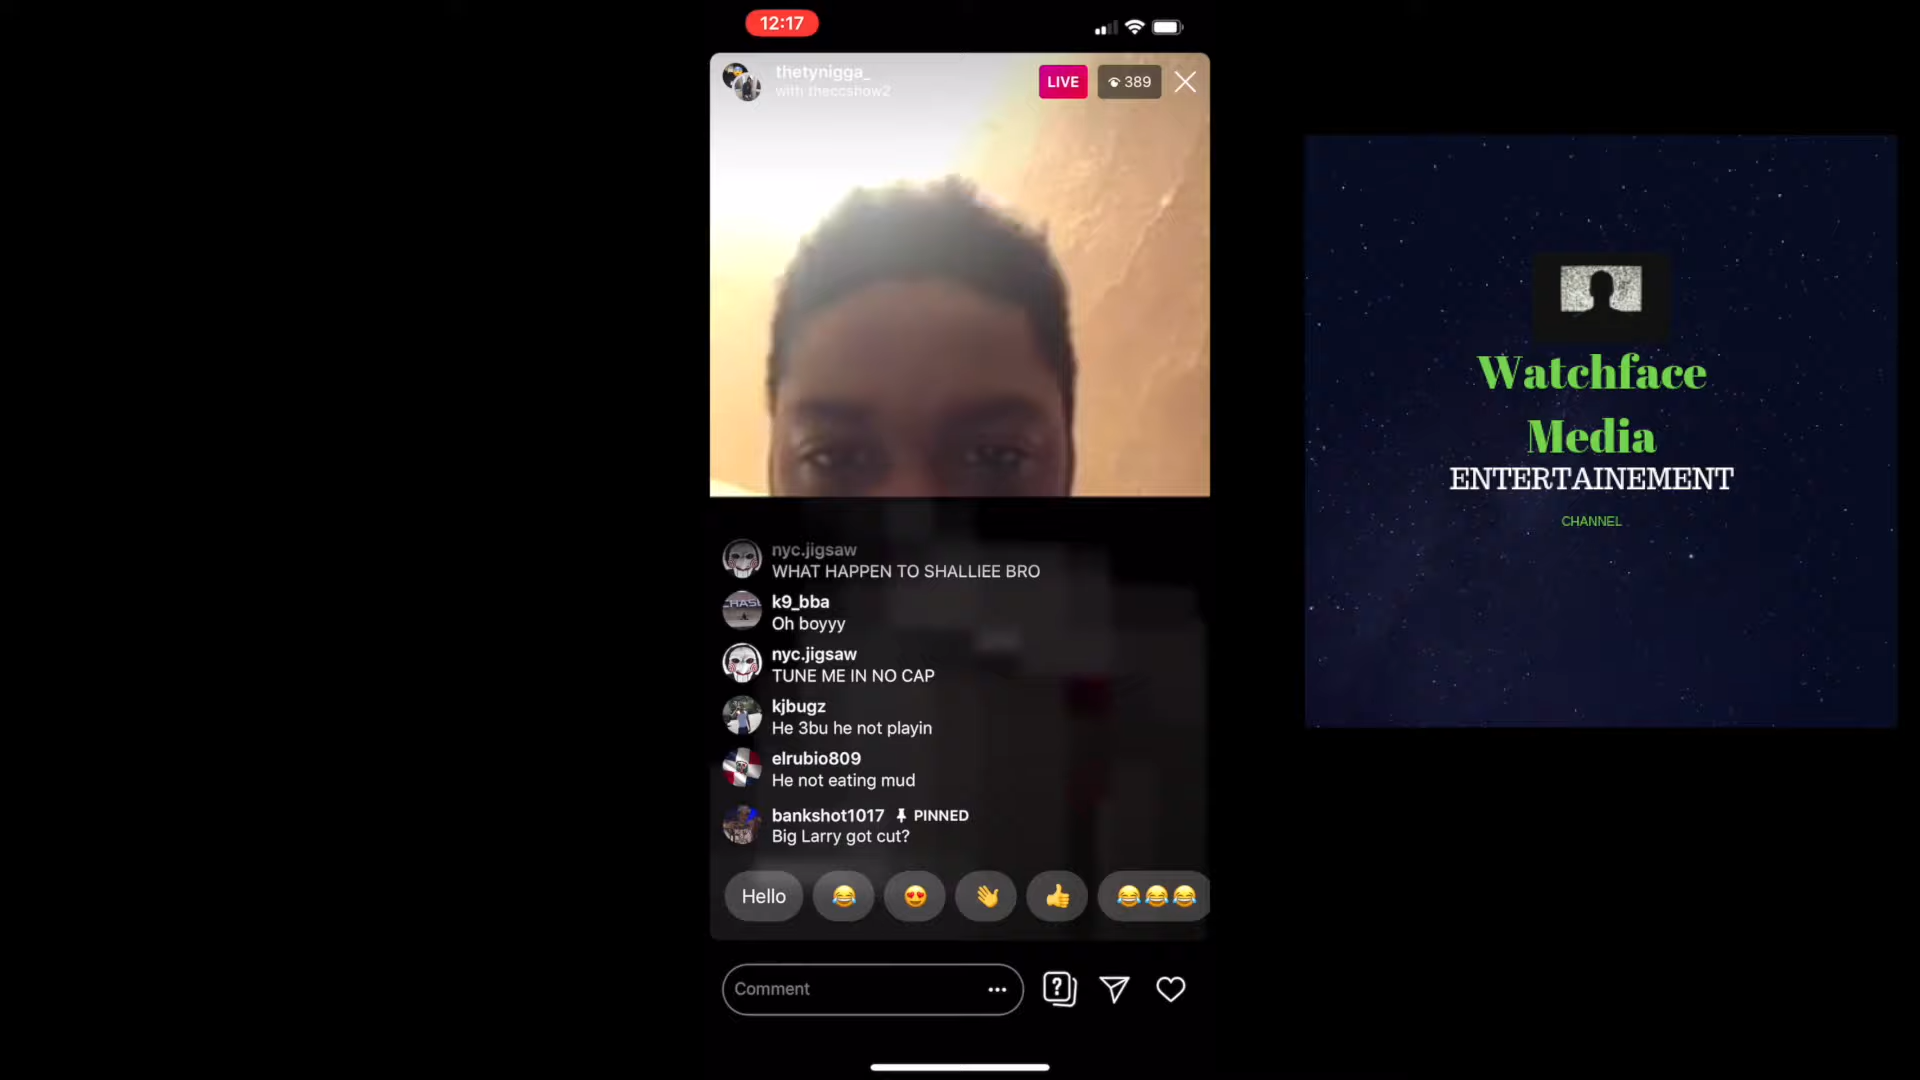 12:17
thetynigga_
with theccshow2
LIVE
389
nyc.jigsaw
WHAT HAPPEN TO SHALLIEE BRO
k9_bba
Oh boyyy
nyc.jigsaw
TUNE ME IN NO CAP
kjbugz
He 3bu he not playin
elrubio809
He not eating mud
bankshot1017 PINNED
Big Larry got cut?
Hello
Comment
Watchface
Media
ENTERTAINEMENT
CHANNEL